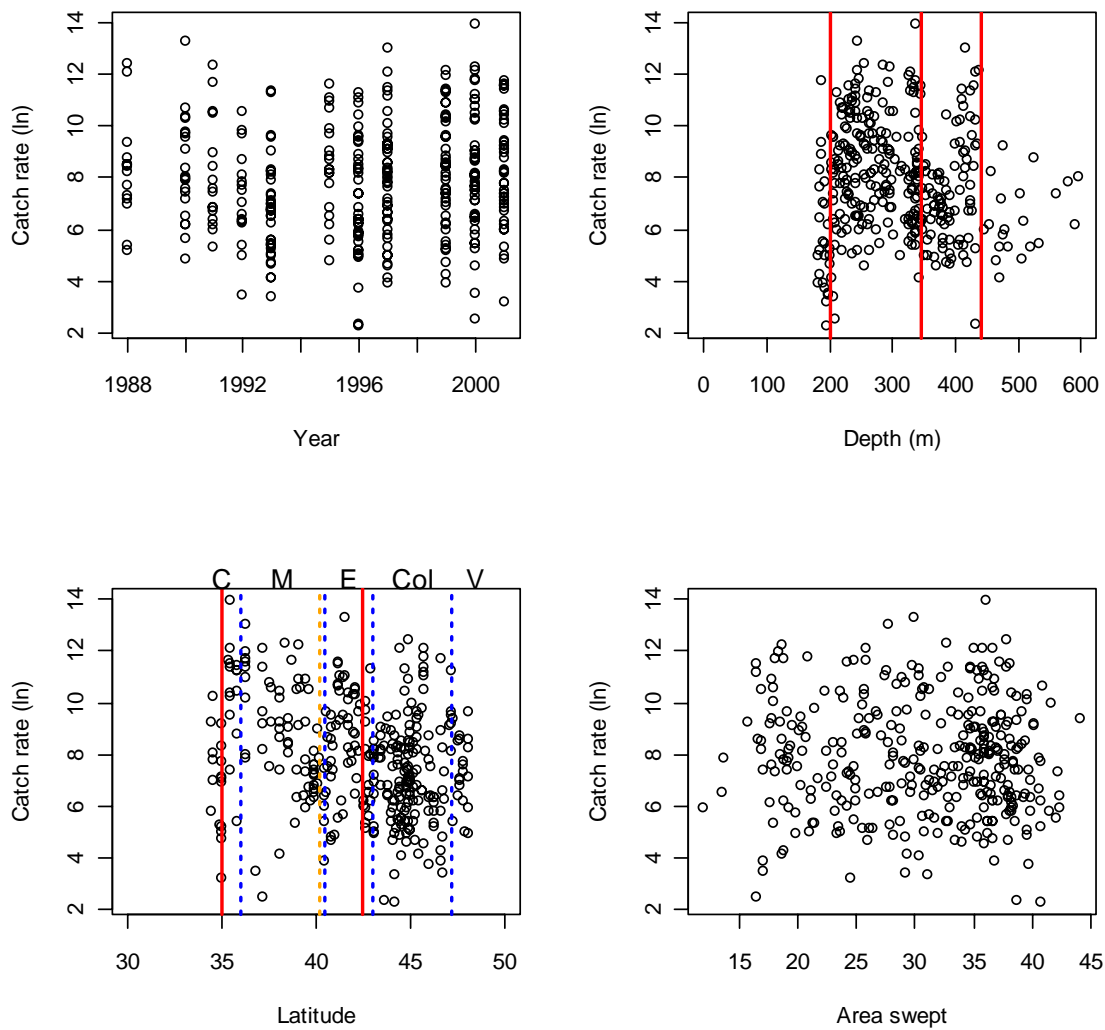 14
12
10
8
6
4
2
Catch rate (ln)
1988 1992 1996 2000
Year
14
12
10
8
6
4
2
Catch rate (ln)
0 100 200 300 400 500 600
Depth (m)
C M E Col V
14
12
10
8
6
4
2
Catch rate (ln)
30 35 40 45 50
Latitude
14
12
10
8
6
4
2
Catch rate (ln)
15 20 25 30 35 40 45
Area swept